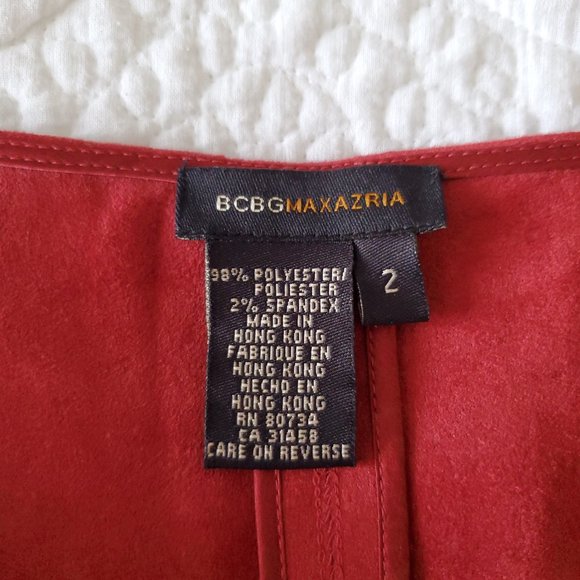 BCBGMAXAZRIA
2
98% POLYESTER/
POLIESTER
2% SPANDEX
MADE IN
HONG KONG
FABRIQUE EN
HONG KONG
HECHO EN
HONG KONG
RN 80734
CA 31458
CARE ON REVERSE